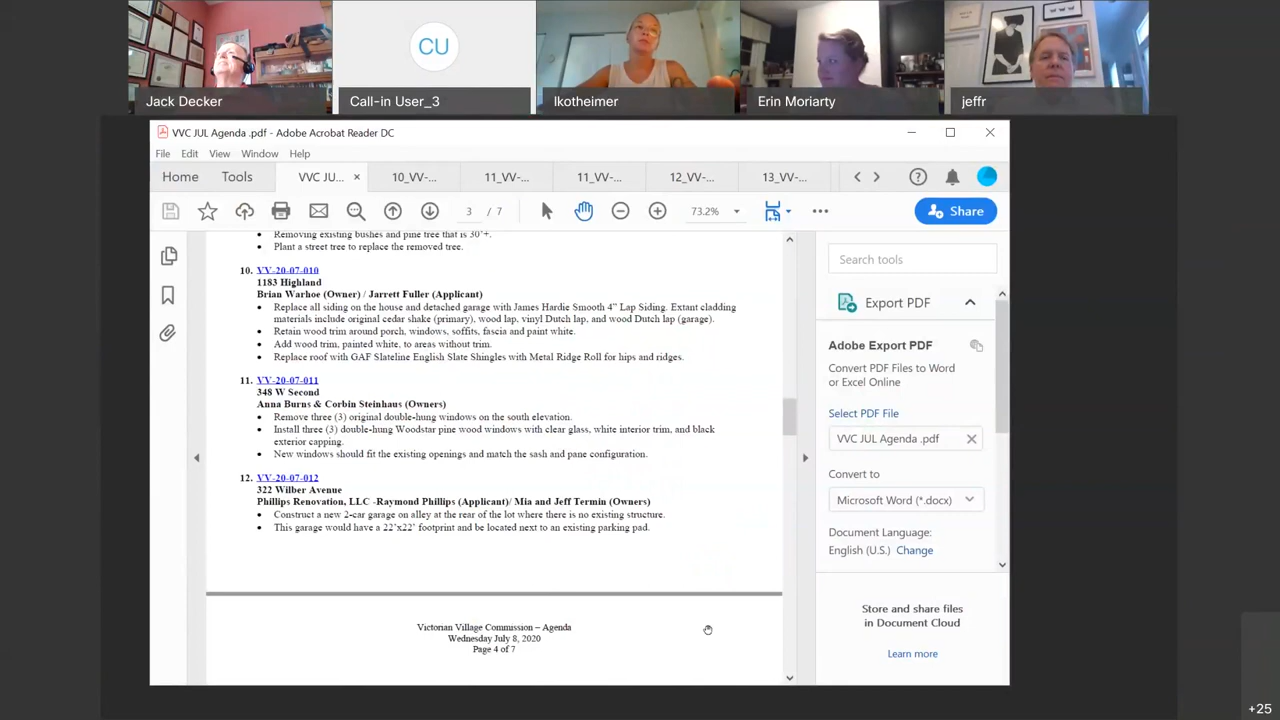 CU
Jack Decker
Call-in User_3
lkotheimer
Erin Moriarty
jeffr
VVC JUL Agenda .pdf - Adobe Acrobat Reader DC
File Edit View Window Help
Home Tools VVC JU... × 10_VV-... 11_VV-... 11_VV-... 12_VV-... 13_VV-...
3 / 7 73.2% Share
• Removing existing bushes and pine tree that is 30"+.
• Plant a street tree to replace the removed tree.
10. VV-20-07-010
1183 Highland
Brian Warhoe (Owner) / Jarrett Fuller (Applicant)
• Replace all siding on the house and detached garage with James Hardie Smooth 4" Lap Siding. Extant cladding
materials include original cedar shake (primary), wood lap, vinyl Dutch lap, and wood Dutch lap (garage).
• Retain wood trim around porch, windows, soffits, fascia and paint white.
• Add wood trim, painted white, to areas without trim.
• Replace roof with GAF Slateline English Slate Shingles with Metal Ridge Roll for hips and ridges.
11. VV-20-07-011
348 W Second
Anna Burns & Corbin Steinhaus (Owners)
• Remove three (3) original double-hung windows on the south elevation.
• Install three (3) double-hung Woodstar pine wood windows with clear glass, white interior trim, and black
exterior capping.
• New windows should fit the existing openings and match the sash and pane configuration.
12. VV-20-07-012
322 Wilber Avenue
Phillips Renovation, LLC -Raymond Phillips (Applicant)/ Mia and Jeff Termin (Owners)
• Construct a new 2-car garage on alley at the rear of the lot where there is no existing structure.
• This garage would have a 22'x22' footprint and be located next to an existing parking pad.
Victorian Village Commission – Agenda
Wednesday July 8, 2020
Page 4 of 7
Search tools
Export PDF
Adobe Export PDF
Convert PDF Files to Word
or Excel Online
Select PDF File
VVC JUL Agenda .pdf
Convert to
Microsoft Word (*.docx)
Document Language:
English (U.S.) Change
Store and share files
in Document Cloud
Learn more
+25